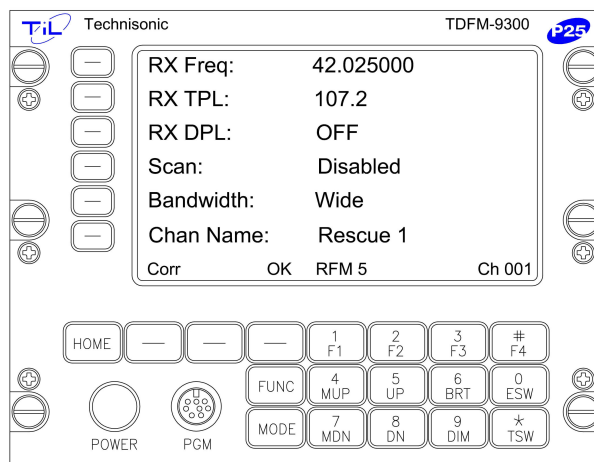 TiL Technisonic TDFM-9300 P25
RX Freq: 42.025000
RX TPL: 107.2
RX DPL: OFF
Scan: Disabled
Bandwidth: Wide
Chan Name: Rescue 1
Corr OK RFM 5 Ch 001
HOME 1 F1 2 F2 3 F3 # F4
FUNC 4 MUP 5 UP 6 BRT 0 ESW
MODE 7 MDN 8 DN 9 DIM * TSW
POWER PGM